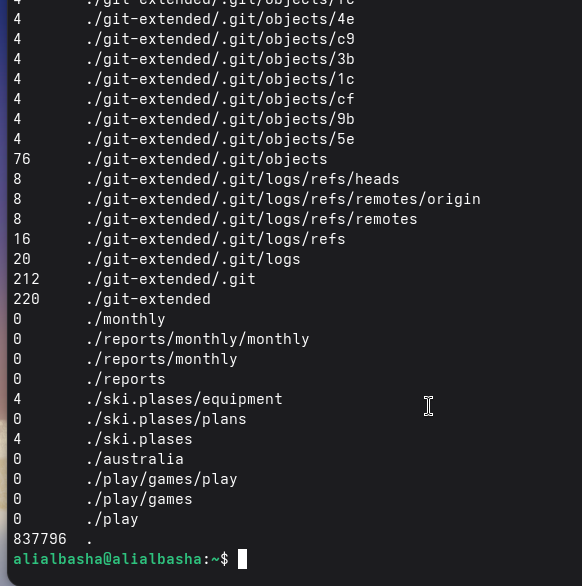 4       ./git-extended/.git/objects/4e
4       ./git-extended/.git/objects/c9
4       ./git-extended/.git/objects/3b
4       ./git-extended/.git/objects/1c
4       ./git-extended/.git/objects/cf
4       ./git-extended/.git/objects/9b
4       ./git-extended/.git/objects/5e
76      ./git-extended/.git/objects
8       ./git-extended/.git/logs/refs/heads
8       ./git-extended/.git/logs/refs/remotes/origin
8       ./git-extended/.git/logs/refs/remotes
16      ./git-extended/.git/logs/refs
20      ./git-extended/.git/logs
212     ./git-extended/.git
220     ./git-extended
0       ./monthly
0       ./reports/monthly/monthly
0       ./reports/monthly
0       ./reports
4       ./ski.plases/equipment
0       ./ski.plases/plans
4       ./ski.plases
0       ./australia
0       ./play/games/play
0       ./play/games
0       ./play
837796  .
alialbasha@alialbasha:~$